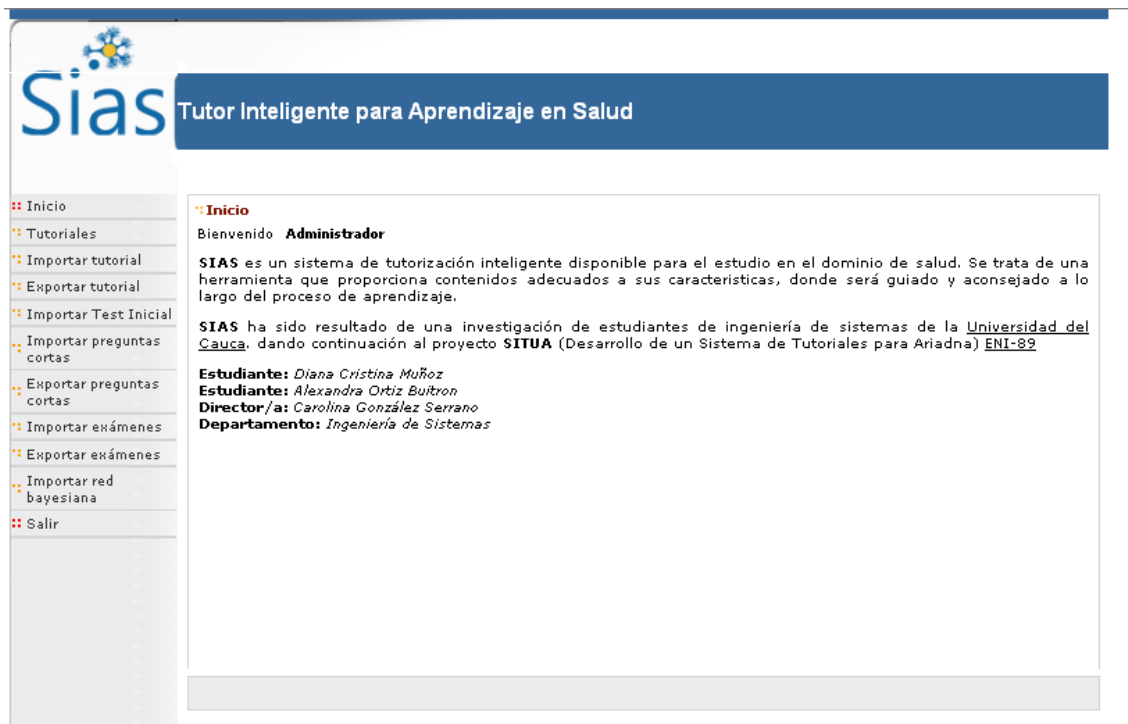 Sias
Tutor Inteligente para Aprendizaje en Salud
Inicio
Tutoriales
Importar tutorial
Exportar tutorial
Importar Test Inicial
Importar preguntas
cortas
Exportar preguntas
cortas
Importar exámenes
Exportar exámenes
Importar red
bayesiana
Salir
Inicio
Bienvenido Administrador
SIAS es un sistema de tutorización inteligente disponible para el estudio en el dominio de salud. Se trata de una
herramienta que proporciona contenidos adecuados a sus caracteristicas, donde será guiado y aconsejado a lo
largo del proceso de aprendizaje.
SIAS ha sido resultado de una investigación de estudiantes de ingeniería de sistemas de la Universidad del
Cauca. dando continuación al proyecto SITUA (Desarrollo de un Sistema de Tutoriales para Ariadna) ENI-89
Estudiante: Diana Cristina Muñoz
Estudiante: Alexandra Ortiz Buitron
Director/a: Carolina González Serrano
Departamento: Ingeniería de Sistemas